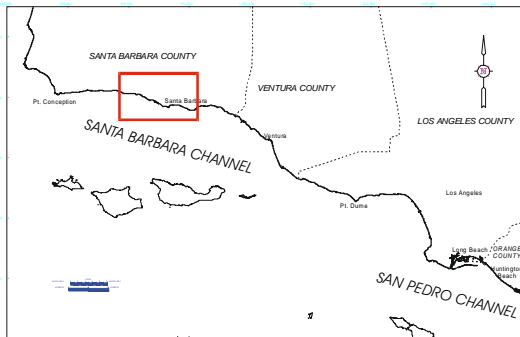 SANTA BARBARA COUNTY
VENTURA COUNTY
N
Pt. Conception
Santa Barbara
LOS ANGELES COUNTY
SANTA BARBARA CHANNEL
Ventura
Los Angeles
Pt. Dume
Long Beach
ORANGE
COUNTY
Huntington
Beach
SAN PEDRO CHANNEL